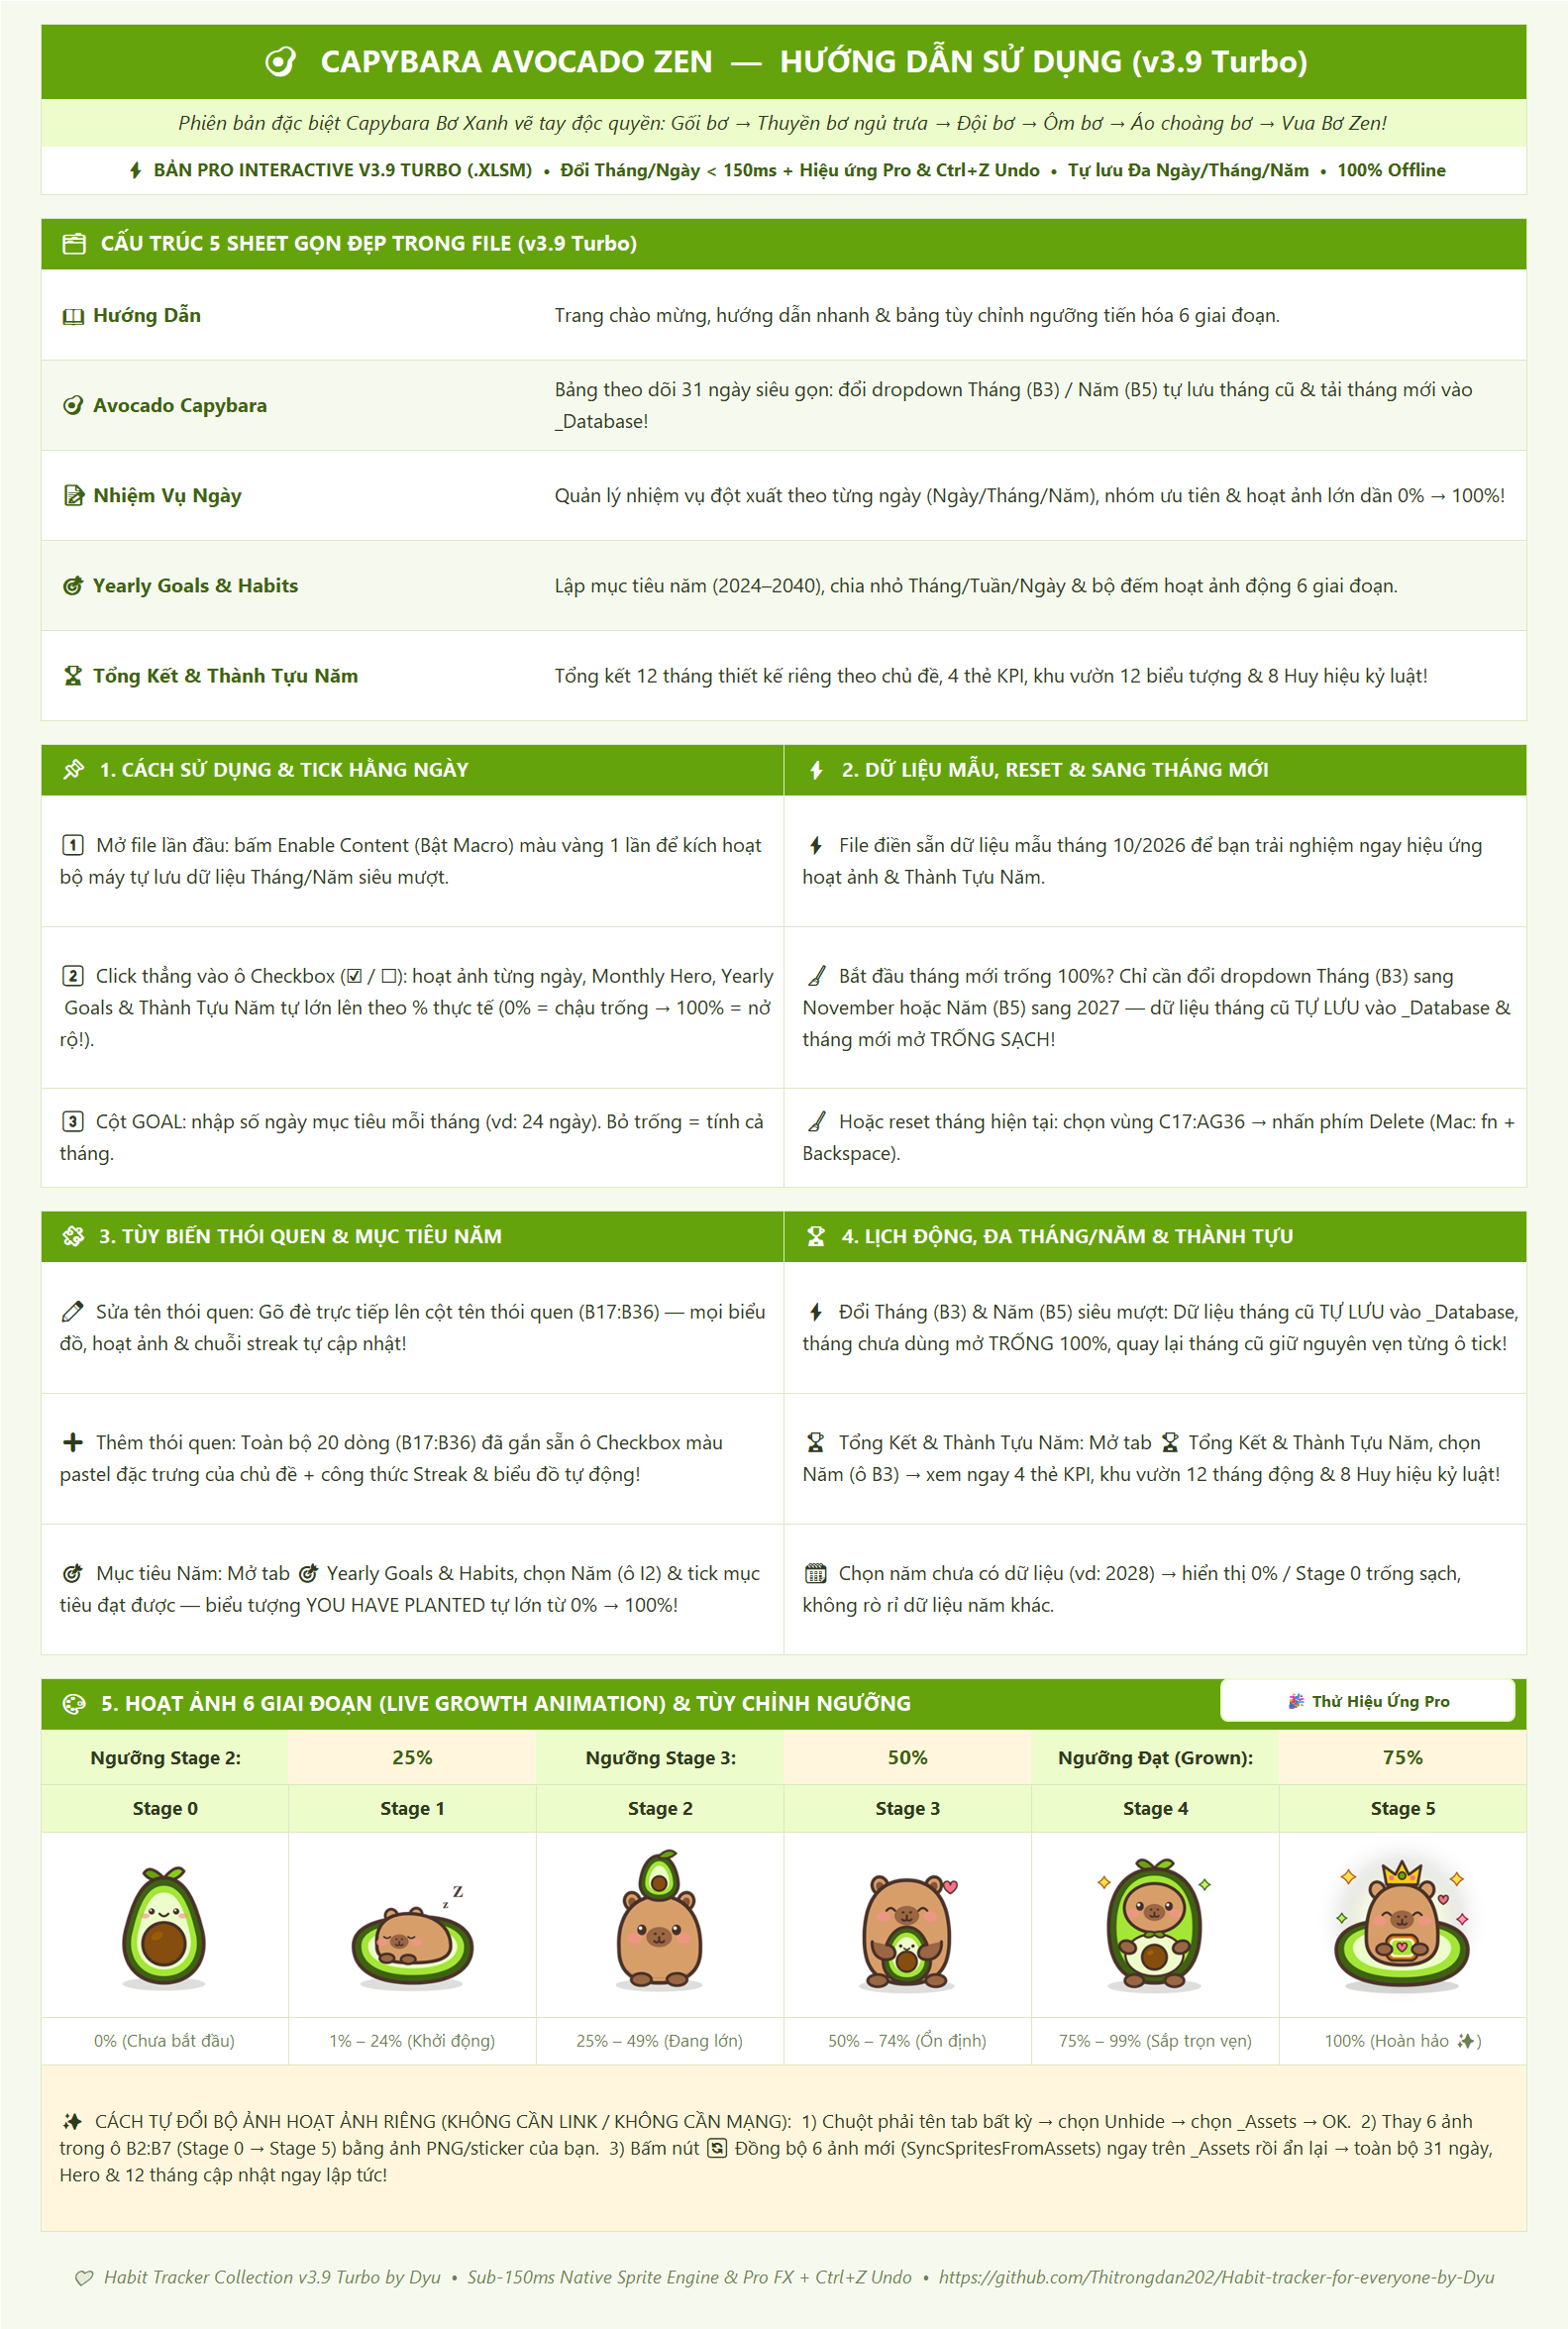 CAPYBARA AVOCADO ZEN — HƯỚNG DẪN SỬ DỤNG (v3.9 Turbo)
Phiên bản đặc biệt Capybara Bơ Xanh vẽ tay độc quyền: Gối bơ → Thuyền bơ ngủ trưa → Đội bơ → Ôm bơ → Áo choàng bơ → Vua Bơ Zen!
⚡ BẢN PRO INTERACTIVE V3.9 TURBO (.XLSM) • Đổi Tháng/Ngày < 150ms + Hiệu ứng Pro & Ctrl+Z Undo • Tự lưu Đa Ngày/Tháng/Năm • 100% Offline
CẤU TRÚC 5 SHEET GỌN ĐẸP TRONG FILE (v3.9 Turbo)
Hướng Dẫn
Trang chào mừng, hướng dẫn nhanh & bảng tùy chỉnh ngưỡng tiến hóa 6 giai đoạn.
Avocado Capybara
Bảng theo dõi 31 ngày siêu gọn: đổi dropdown Tháng (B3) / Năm (B5) tự lưu tháng cũ & tải tháng mới vào
_Database!
Nhiệm Vụ Ngày
Quản lý nhiệm vụ đột xuất theo từng ngày (Ngày/Tháng/Năm), nhóm ưu tiên & hoạt ảnh lớn dần 0% → 100%!
Yearly Goals & Habits
Lập mục tiêu năm (2024–2040), chia nhỏ Tháng/Tuần/Ngày & bộ đếm hoạt ảnh động 6 giai đoạn.
Tổng Kết & Thành Tựu Năm
Tổng kết 12 tháng thiết kế riêng theo chủ đề, 4 thẻ KPI, khu vườn 12 biểu tượng & 8 Huy hiệu kỷ luật!
1. CÁCH SỬ DỤNG & TICK HẰNG NGÀY
1 Mở file lần đầu: bấm Enable Content (Bật Macro) màu vàng 1 lần để kích hoạt
bộ máy tự lưu dữ liệu Tháng/Năm siêu mượt.
2 Click thẳng vào ô Checkbox (☑ / ☐): hoạt ảnh từng ngày, Monthly Hero, Yearly
Goals & Thành Tựu Năm tự lớn lên theo % thực tế (0% = chậu trống → 100% = nở
rộ!).
3 Cột GOAL: nhập số ngày mục tiêu mỗi tháng (vd: 24 ngày). Bỏ trống = tính cả
tháng.
2. DỮ LIỆU MẪU, RESET & SANG THÁNG MỚI
File điền sẵn dữ liệu mẫu tháng 10/2026 để bạn trải nghiệm ngay hiệu ứng
hoạt ảnh & Thành Tựu Năm.
Bắt đầu tháng mới trống 100%? Chỉ cần đổi dropdown Tháng (B3) sang
November hoặc Năm (B5) sang 2027 — dữ liệu tháng cũ TỰ LƯU vào _Database &
tháng mới mở TRỐNG SẠCH!
Hoặc reset tháng hiện tại: chọn vùng C17:AG36 → nhấn phím Delete (Mac: fn +
Backspace).
3. TÙY BIẾN THÓI QUEN & MỤC TIÊU NĂM
Sửa tên thói quen: Gõ đè trực tiếp lên cột tên thói quen (B17:B36) — mọi biểu
đồ, hoạt ảnh & chuỗi streak tự cập nhật!
Thêm thói quen: Toàn bộ 20 dòng (B17:B36) đã gắn sẵn ô Checkbox màu
pastel đặc trưng của chủ đề + công thức Streak & biểu đồ tự động!
Mục tiêu Năm: Mở tab 🎯 Yearly Goals & Habits, chọn Năm (ô I2) & tick mục
tiêu đạt được — biểu tượng YOU HAVE PLANTED tự lớn từ 0% → 100%!
4. LỊCH ĐỘNG, ĐA THÁNG/NĂM & THÀNH TỰU
Đổi Tháng (B3) & Năm (B5) siêu mượt: Dữ liệu tháng cũ TỰ LƯU vào _Database,
tháng chưa dùng mở TRỐNG 100%, quay lại tháng cũ giữ nguyên vẹn từng ô tick!
Tổng Kết & Thành Tựu Năm: Mở tab 🏆 Tổng Kết & Thành Tựu Năm, chọn
Năm (ô B3) → xem ngay 4 thẻ KPI, khu vườn 12 tháng động & 8 Huy hiệu kỷ luật!
Chọn năm chưa có dữ liệu (vd: 2028) → hiển thị 0% / Stage 0 trống sạch,
không rò rỉ dữ liệu năm khác.
5. HOẠT ẢNH 6 GIAI ĐOẠN (LIVE GROWTH ANIMATION) & TÙY CHỈNH NGƯỠNG
🎉 Thử Hiệu Ứng Pro
Ngưỡng Stage 2: 25% Ngưỡng Stage 3: 50% Ngưỡng Đạt (Grown): 75%
Stage 0 Stage 1 Stage 2 Stage 3 Stage 4 Stage 5
z Z
0% (Chưa bắt đầu) 1% – 24% (Khởi động) 25% – 49% (Đang lớn) 50% – 74% (Ổn định) 75% – 99% (Sắp trọn vẹn) 100% (Hoàn hảo ✨)
✨ CÁCH TỰ ĐỔI BỘ ẢNH HOẠT ẢNH RIÊNG (KHÔNG CẦN LINK / KHÔNG CẦN MẠNG): 1) Chuột phải tên tab bất kỳ → chọn Unhide → chọn _Assets → OK. 2) Thay 6 ảnh
trong ô B2:B7 (Stage 0 → Stage 5) bằng ảnh PNG/sticker của bạn. 3) Bấm nút 🔄 Đồng bộ 6 ảnh mới (SyncSpritesFromAssets) ngay trên _Assets rồi ẩn lại → toàn bộ 31 ngày,
Hero & 12 tháng cập nhật ngay lập tức!
Habit Tracker Collection v3.9 Turbo by Dyu • Sub-150ms Native Sprite Engine & Pro FX + Ctrl+Z Undo • https://github.com/Thitrongdan202/Habit-tracker-for-everyone-by-Dyu